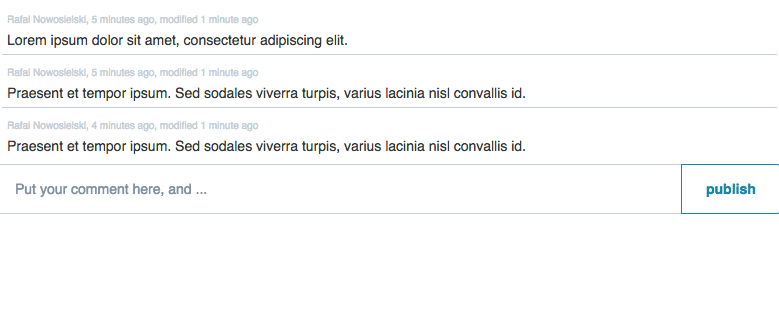 Rafal Nowosielski, 5 minutes ago, modified 1 minute ago
Lorem ipsum dolor sit amet, consectetur adipiscing elit.
Rafal Nowosielski, 5 minutes ago, modified 1 minute ago
Praesent et tempor ipsum. Sed sodales viverra turpis, varius lacinia nisl convallis id.
Rafal Nowosielski, 4 minutes ago, modified 1 minute ago
Praesent et tempor ipsum. Sed sodales viverra turpis, varius lacinia nisl convallis id.
Put your comment here, and ...
publish